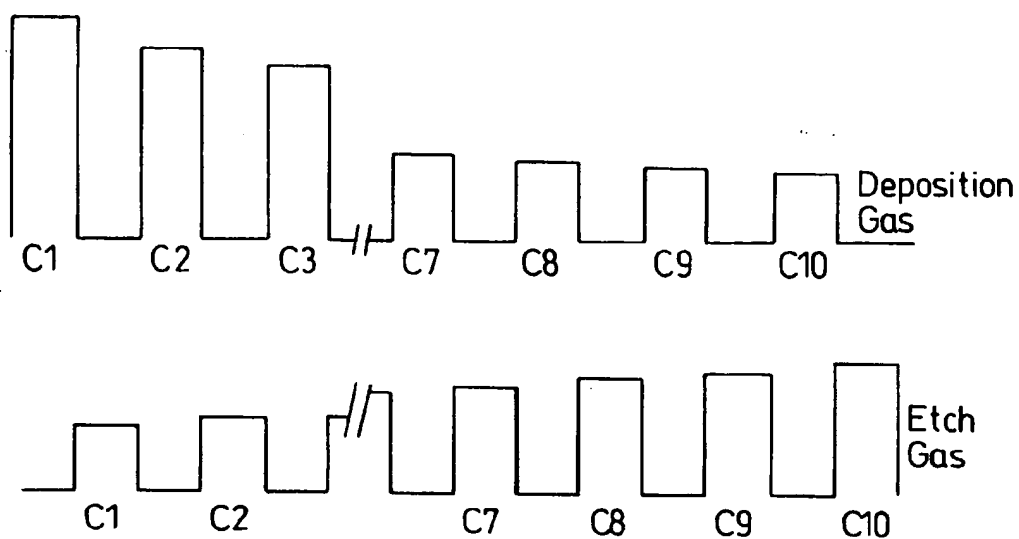 C1 C2 C3 C7 C8 C9 C10
Deposition
Gas
C1 C2 C7 C8 C9 C10
Etch
Gas